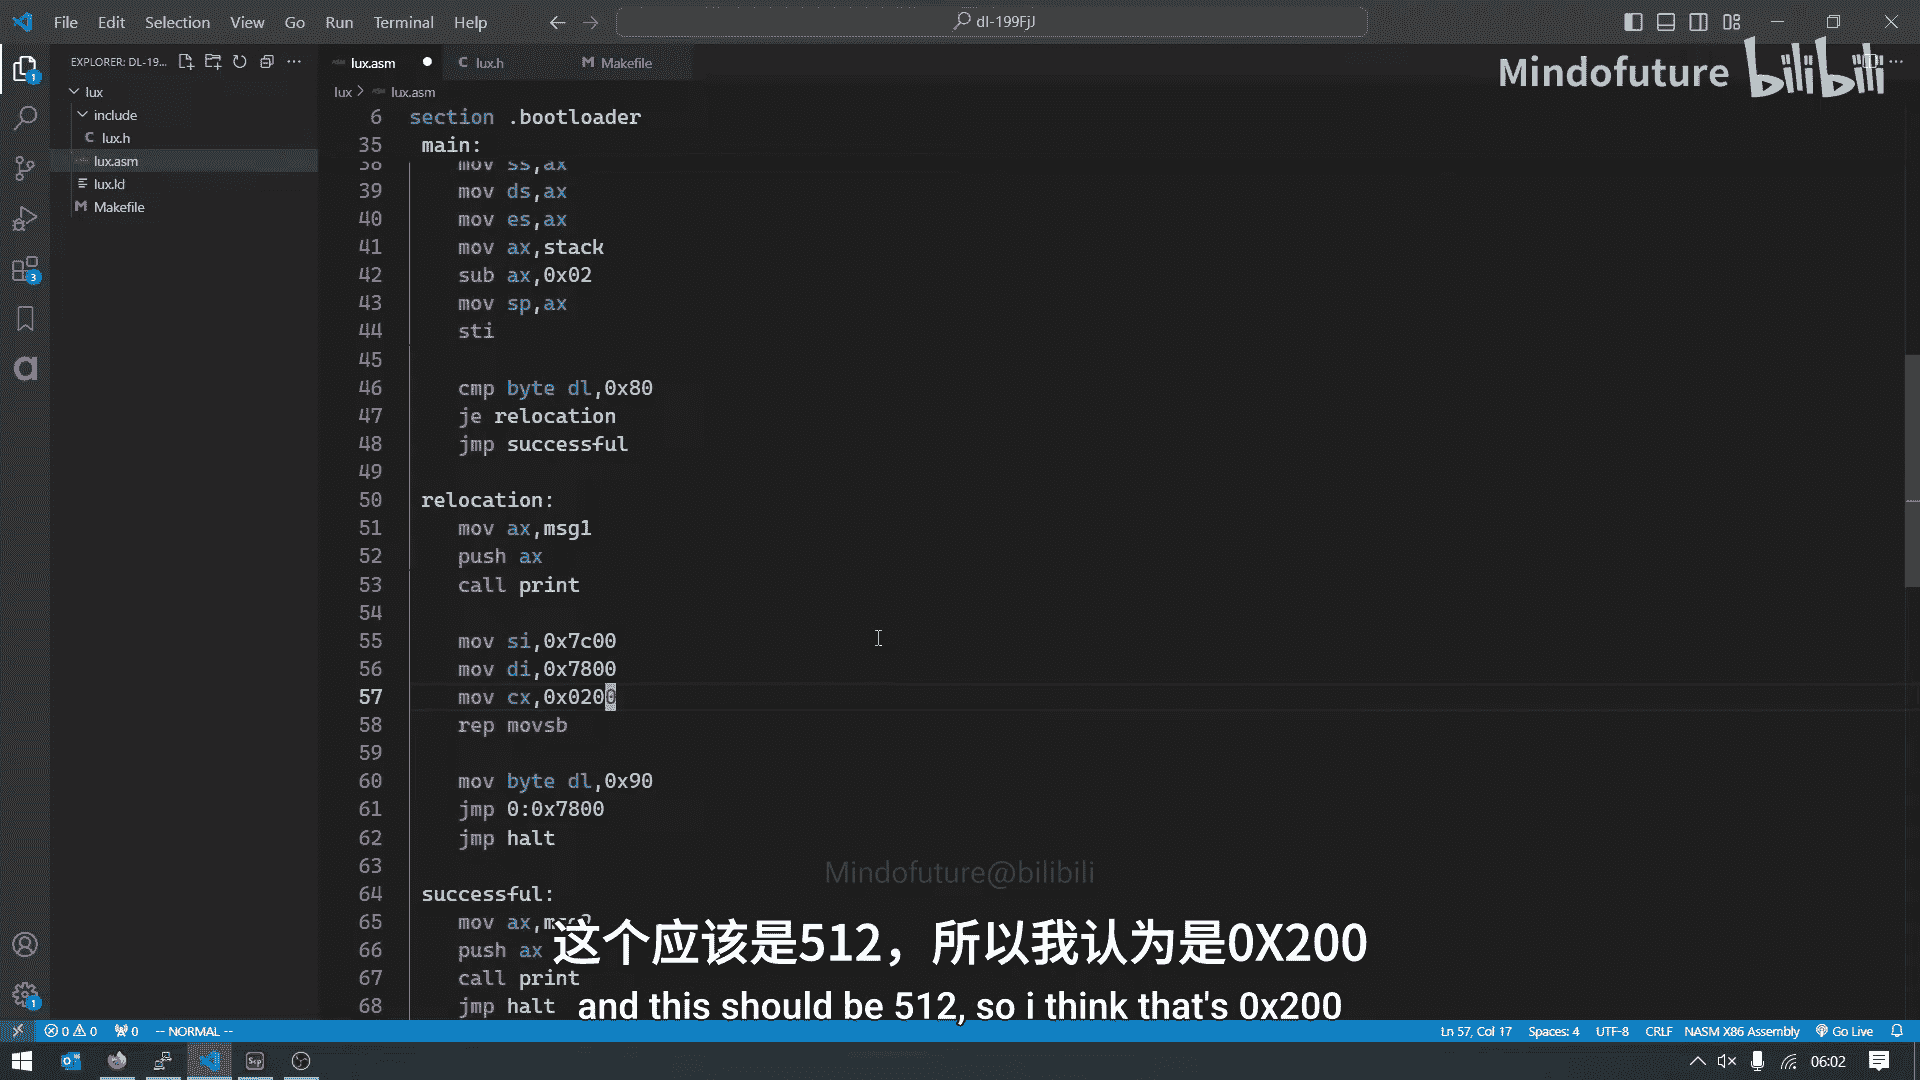 File Edit Selection View Go Run Terminal Help
dl-199FjJ
EXPLORER: DL-19...
lux.asm
lux.h
Makefile
Mindofuture bilibili
lux
include
lux.h
lux.asm
lux.ld
Makefile
lux > lux.asm
6 section .bootloader
35 main:
38 mov ss,ax
39 mov ds,ax
40 mov es,ax
41 mov ax,stack
42 sub ax,0x02
43 mov sp,ax
44 sti
45
46 cmp byte dl,0x80
47 je relocation
48 jmp successful
49
50 relocation:
51 mov ax,msg1
52 push ax
53 call print
54
55 mov si,0x7c00
56 mov di,0x7800
57 mov cx,0x0200
58 rep movsb
59
60 mov byte dl,0x90
61 jmp 0:0x7800
62 jmp halt
63
64 successful:
65 mov ax,
66 push ax
67 call print
68 jmp halt
Mindofuture@bilibili
这个应该是512，所以我认为是0X200
and this should be 512, so i think that's 0x200
0 0 0 -- NORMAL --
Ln 57, Col 17 Spaces: 4 UTF-8 CRLF NASM X86 Assembly Go Live
06:02